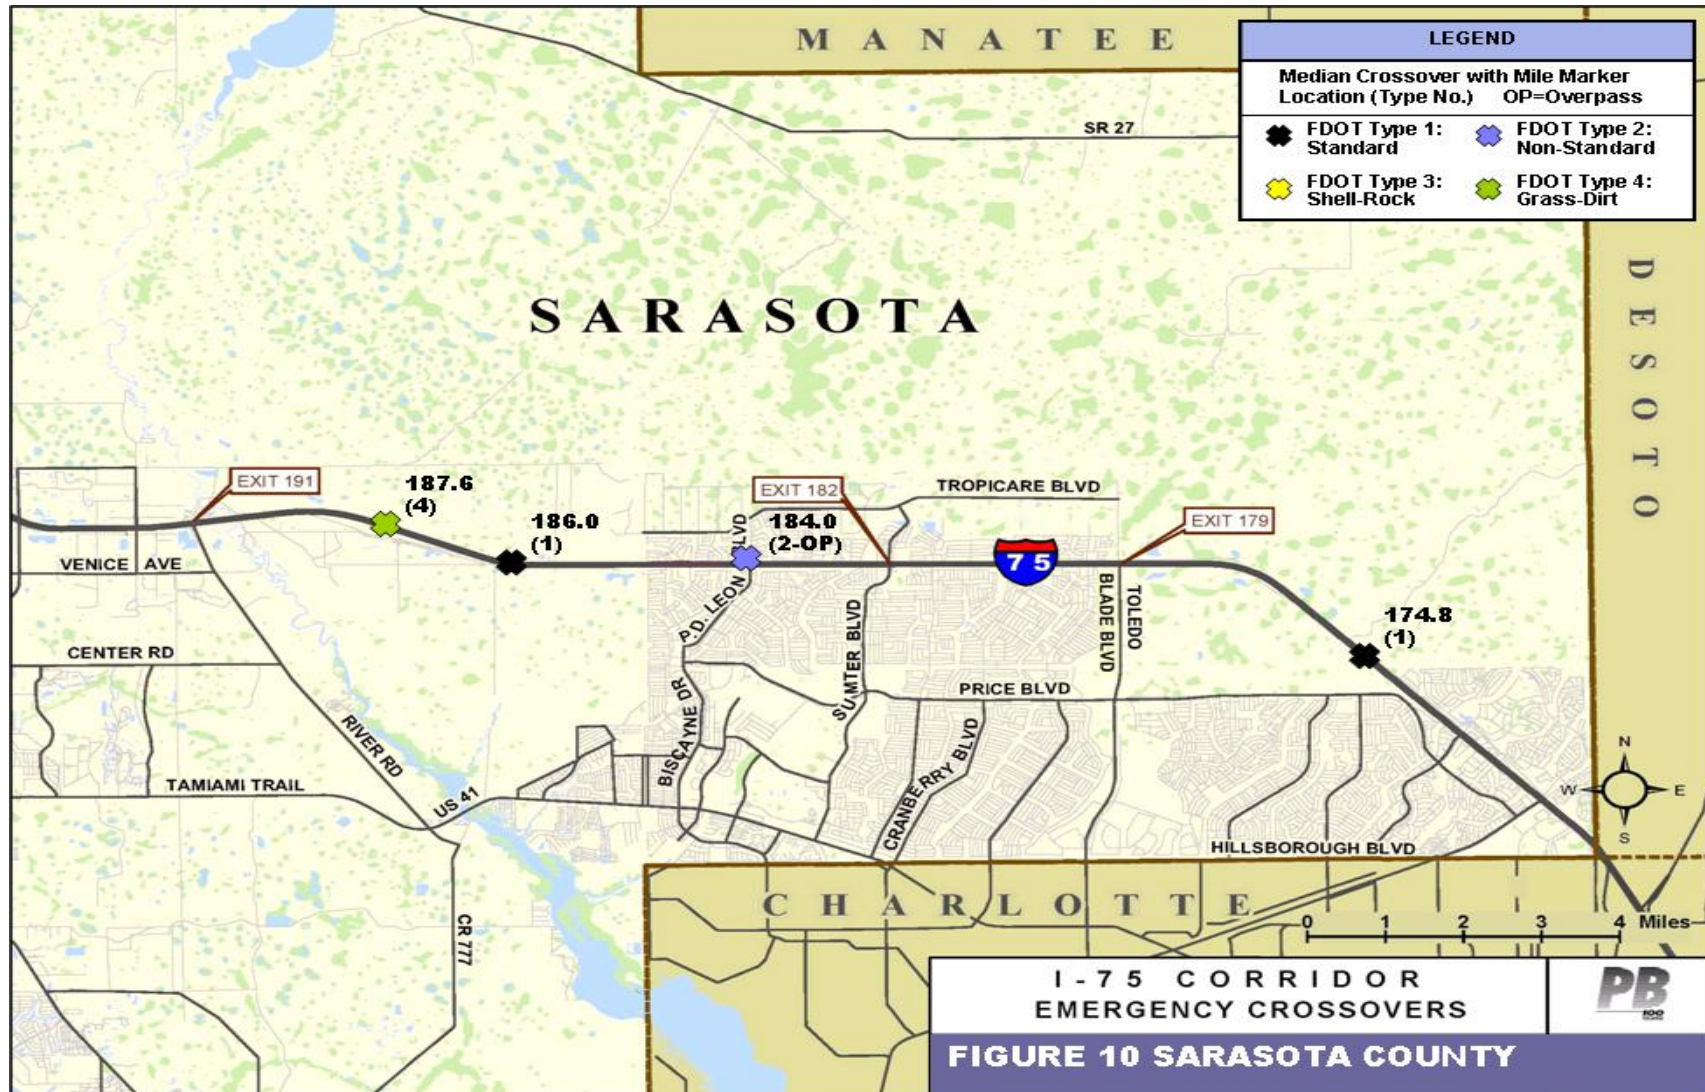 MANATEE
LEGEND
Median Crossover with Mile Marker
Location (Type No.) OP=Overpass
FDOT Type 1:
Standard
FDOT Type 2:
Non-Standard
FDOT Type 3:
Shell-Rock
FDOT Type 4:
Grass-Dirt
SR 27
DESOTO
SARASOTA
EXIT 191
187.6
(4)
186.0
(1)
EXIT 182
184.0
(2-OP)
TROPICARE BLVD
EXIT 179
75
VENICE AVE
P.D. LEON BLVD
TOLEDO
BLADE BLVD
174.8
(1)
CENTER RD
SUMTER BLVD
PRICE BLVD
BISCAYNE DR
RIVER RD
CRANBERRY BLVD
TAMIAMI TRAIL
US 41
N
W E
S
HILLSBOROUGH BLVD
CHARLOTTE
CR 777
0 1 2 3 4 Miles
I-75 CORRIDOR
EMERGENCY CROSSOVERS
PB
100
FIGURE 10 SARASOTA COUNTY